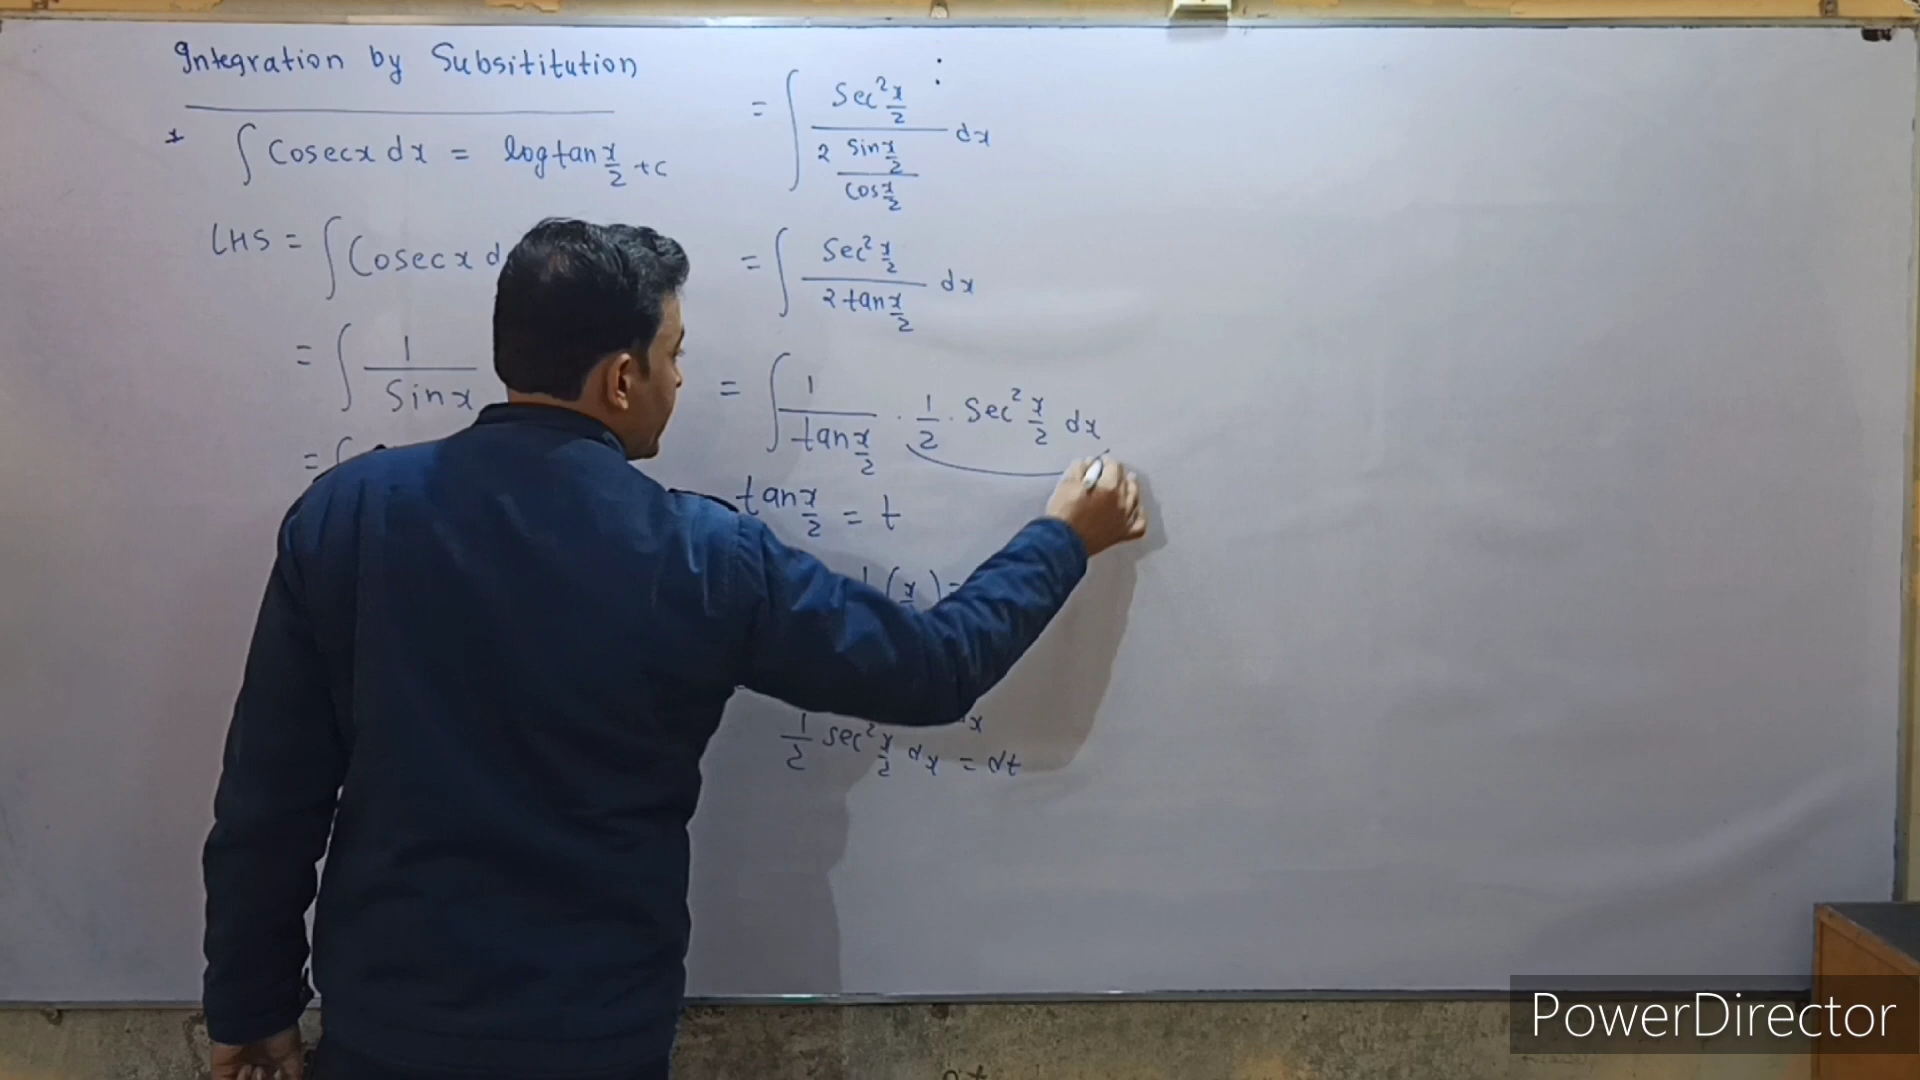 Integration by Subsititution
* ∫ Cosecx dx = log tan x/2 + c
LHS = ∫ Cosecx d
= ∫ 1/Sinx
= ∫
= ∫ Sec² x/2 / (2 sin x/2 / cos x/2) dx
= ∫ Sec² x/2 / (2 tan x/2) dx
= ∫ 1/(tan x/2) · 1/2 · Sec² x/2 dx
tan x/2 = t
1/2 sec² x/2 dx = dt
PowerDirector